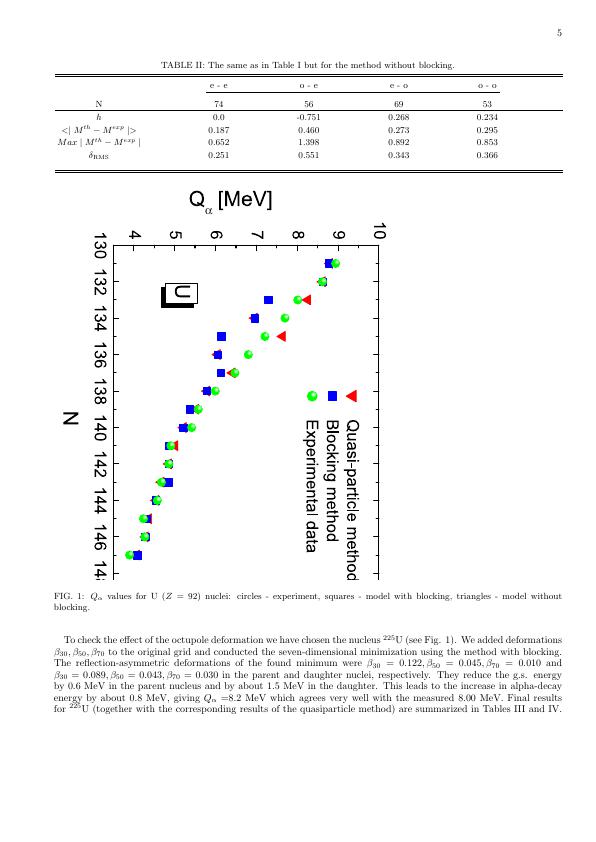 5
TABLE II: The same as in Table I but for the method without blocking.
e - e o - e e - o o - o
N 74 56 69 53
h 0.0 -0.751 0.268 0.234
<| M^th − M^exp |> 0.187 0.460 0.273 0.295
Max | M^th − M^exp | 0.652 1.398 0.892 0.853
δ_RMS 0.251 0.551 0.343 0.366
Q_α [MeV]
4 5 6 7 8 9 10
130 132 134 136 138 140 142 144 146 14
N
U
Quasi-particle method
Blocking method
Experimental data
FIG. 1: Q_α values for U (Z = 92) nuclei: circles - experiment, squares - model with blocking, triangles - model without
blocking.
To check the effect of the octupole deformation we have chosen the nucleus ^225U (see Fig. 1). We added deformations
β30, β50, β70 to the original grid and conducted the seven-dimensional minimization using the method with blocking.
The reflection-asymmetric deformations of the found minimum were β30 = 0.122, β50 = 0.045, β70 = 0.010 and
β30 = 0.089, β50 = 0.043, β70 = 0.030 in the parent and daughter nuclei, respectively. They reduce the g.s. energy
by 0.6 MeV in the parent nucleus and by about 1.5 MeV in the daughter. This leads to the increase in alpha-decay
energy by about 0.8 MeV, giving Q_α =8.2 MeV which agrees very well with the measured 8.00 MeV. Final results
for ^225U (together with the corresponding results of the quasiparticle method) are summarized in Tables III and IV.